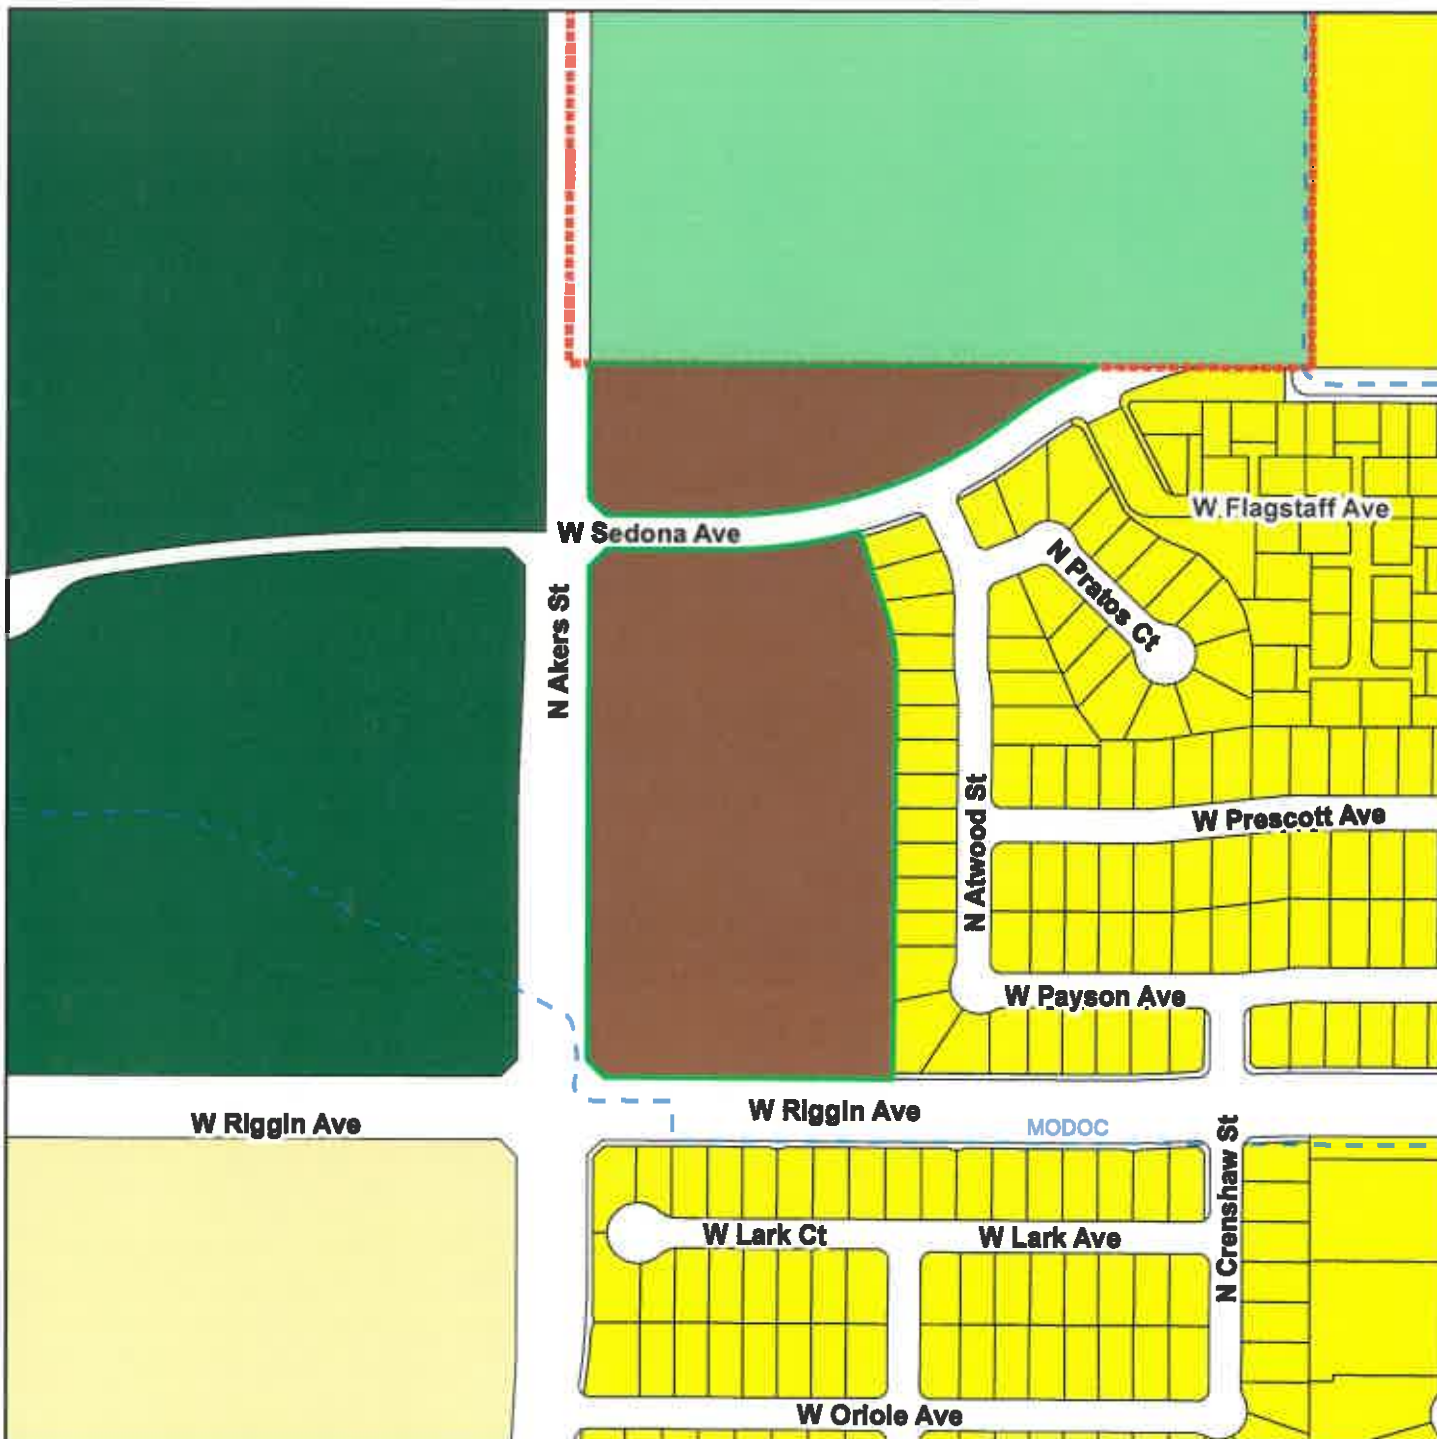 W Flagstaff Ave
W Sedona Ave
N Pratos Ct
N Akers St
W Prescott Ave
N Atwood St
W Payson Ave
W Riggin Ave
W Riggin Ave
MODOC
N Crenshaw St
W Lark Ct
W Lark Ave
W Oriole Ave